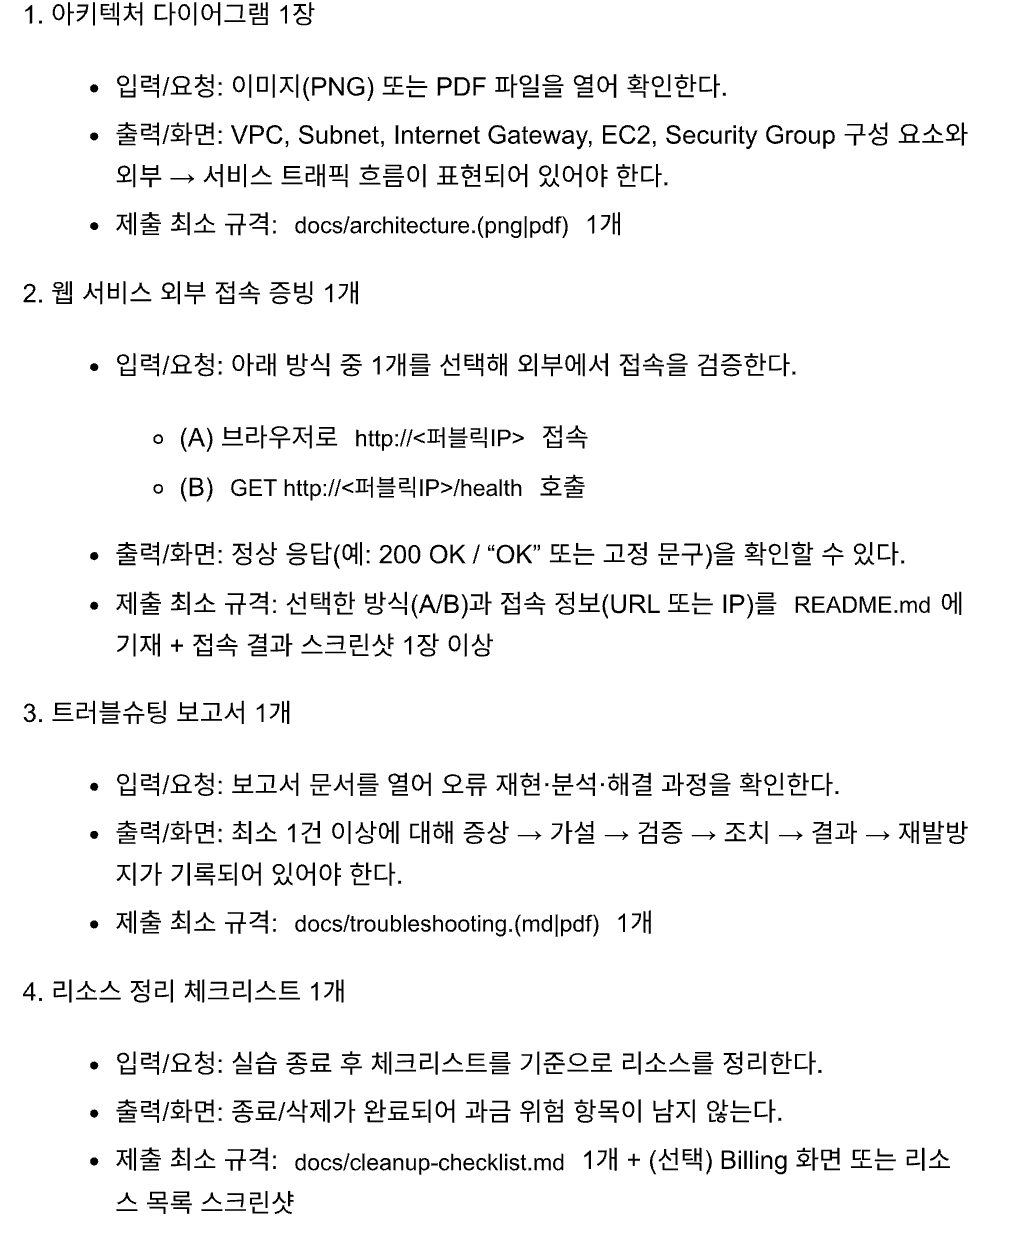 1. 아키텍처 다이어그램 1장
• 입력/요청: 이미지(PNG) 또는 PDF 파일을 열어 확인한다.
• 출력/화면: VPC, Subnet, Internet Gateway, EC2, Security Group 구성 요소와
외부 → 서비스 트래픽 흐름이 표현되어 있어야 한다.
• 제출 최소 규격: docs/architecture.(png|pdf) 1개
2. 웹 서비스 외부 접속 증빙 1개
• 입력/요청: 아래 방식 중 1개를 선택해 외부에서 접속을 검증한다.
◦ (A) 브라우저로 http://<퍼블릭IP> 접속
◦ (B) GET http://<퍼블릭IP>/health 호출
• 출력/화면: 정상 응답(예: 200 OK / “OK” 또는 고정 문구)을 확인할 수 있다.
• 제출 최소 규격: 선택한 방식(A/B)과 접속 정보(URL 또는 IP)를 README.md 에
기재 + 접속 결과 스크린샷 1장 이상
3. 트러블슈팅 보고서 1개
• 입력/요청: 보고서 문서를 열어 오류 재현·분석·해결 과정을 확인한다.
• 출력/화면: 최소 1건 이상에 대해 증상 → 가설 → 검증 → 조치 → 결과 → 재발방
지가 기록되어 있어야 한다.
• 제출 최소 규격: docs/troubleshooting.(md|pdf) 1개
4. 리소스 정리 체크리스트 1개
• 입력/요청: 실습 종료 후 체크리스트를 기준으로 리소스를 정리한다.
• 출력/화면: 종료/삭제가 완료되어 과금 위험 항목이 남지 않는다.
• 제출 최소 규격: docs/cleanup-checklist.md 1개 + (선택) Billing 화면 또는 리소
스 목록 스크린샷